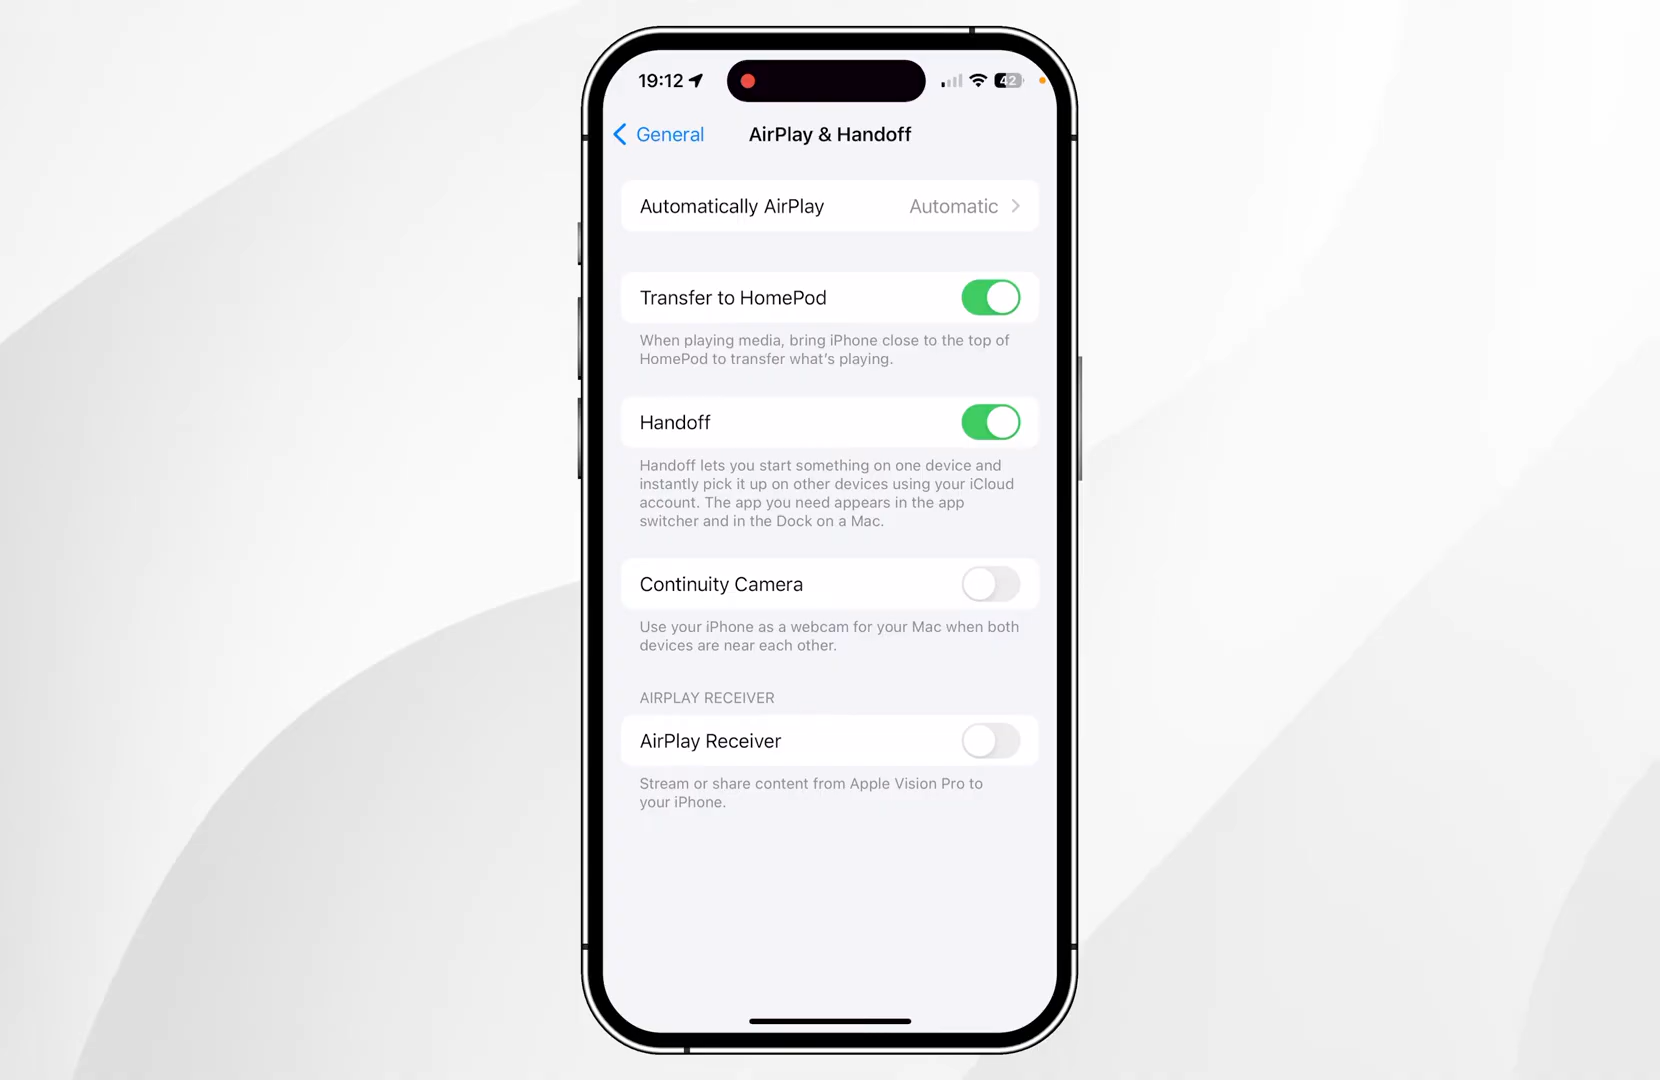 19:12
42
General
AirPlay & Handoff
Automatically AirPlay
Automatic
Transfer to HomePod
When playing media, bring iPhone close to the top of
HomePod to transfer what's playing.
Handoff
Handoff lets you start something on one device and
instantly pick it up on other devices using your iCloud
account. The app you need appears in the app
switcher and in the Dock on a Mac.
Continuity Camera
Use your iPhone as a webcam for your Mac when both
devices are near each other.
AIRPLAY RECEIVER
AirPlay Receiver
Stream or share content from Apple Vision Pro to
your iPhone.